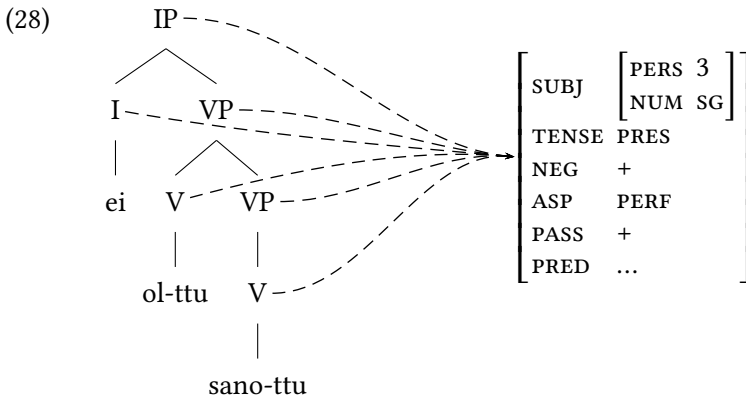 (28)
IP
I VP
ei V VP
ol-ttu V
sano-ttu
SUBJ PERS 3
NUM SG
TENSE PRES
NEG +
ASP PERF
PASS +
PRED …